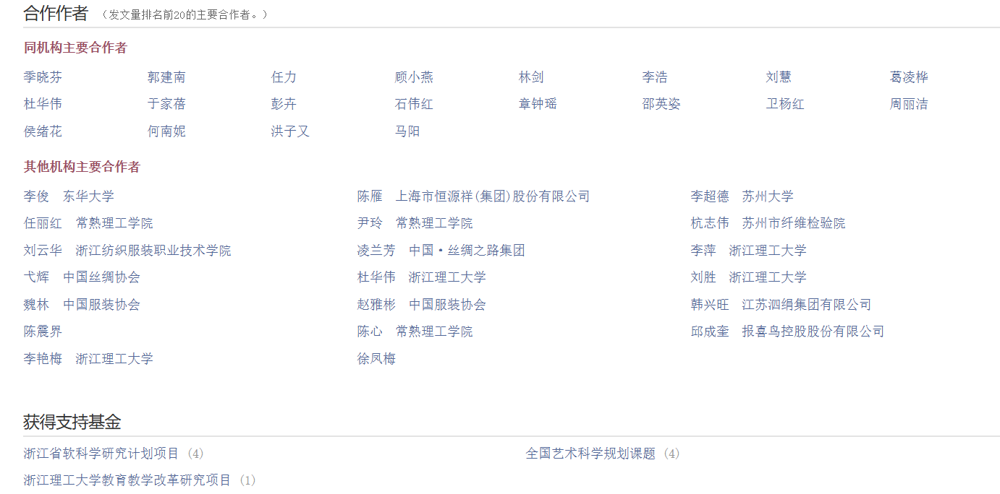 合作作者 （发文量排名前20的主要合作者。）
同机构主要合作者
季晓芬 郭建南 任力 顾小燕 林剑 李浩 刘慧 葛凌桦
杜华伟 于家蓓 彭卉 石伟红 章钟瑶 邵英姿 卫杨红 周丽洁
侯绪花 何南妮 洪子又 马阳
其他机构主要合作者
李俊 东华大学 陈雁 上海市恒源祥(集团)股份有限公司 李超德 苏州大学
任丽红 常熟理工学院 尹玲 常熟理工学院 杭志伟 苏州市纤维检验院
刘云华 浙江纺织服装职业技术学院 凌兰芳 中国·丝绸之路集团 李萍 浙江理工大学
弋辉 中国丝绸协会 杜华伟 浙江理工大学 刘胜 浙江理工大学
魏林 中国服装协会 赵雅彬 中国服装协会 韩兴旺 江苏泗绢集团有限公司
陈震界 陈心 常熟理工学院 邱成奎 报喜鸟控股股份有限公司
李艳梅 浙江理工大学 徐凤梅
获得支持基金
浙江省软科学研究计划项目 (4) 全国艺术科学规划课题 (4)
浙江理工大学教育教学改革研究项目 (1)